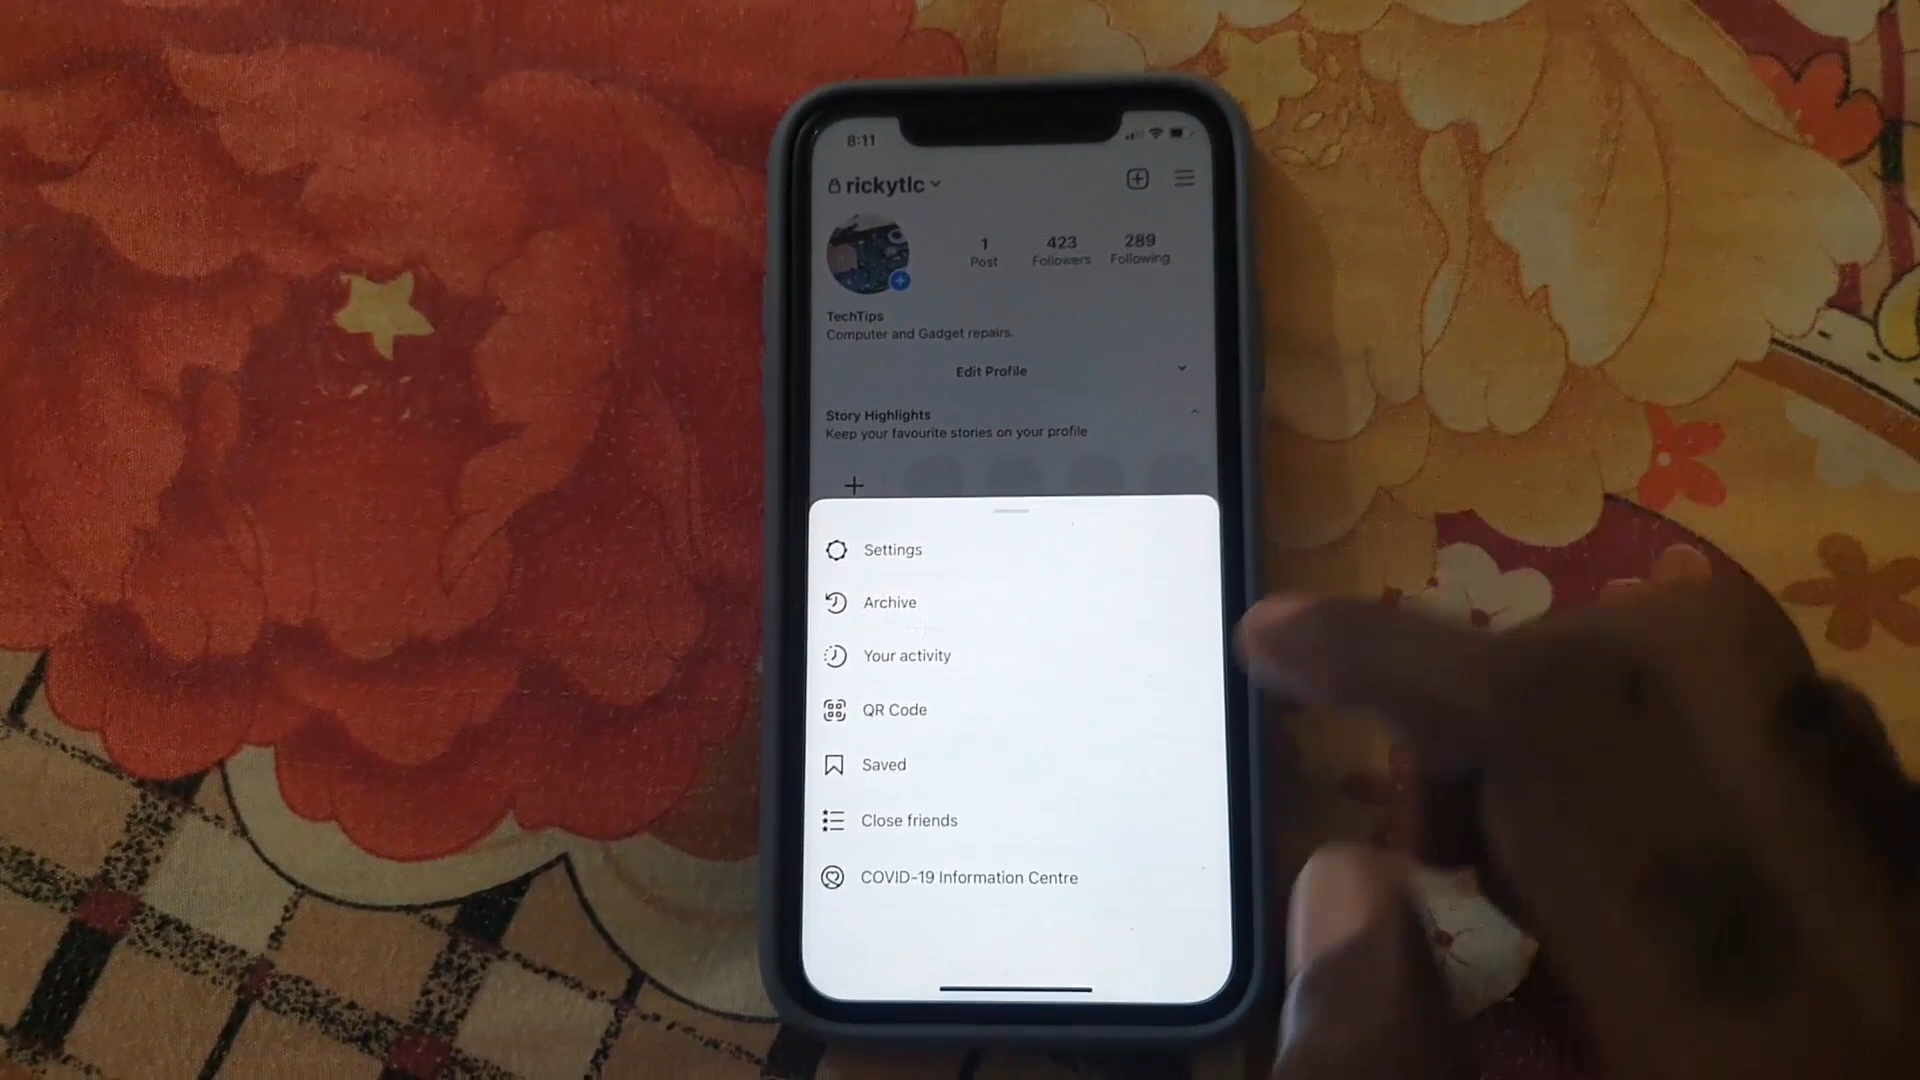 8:11
rickytlc
1 423 289
Post Followers Following
TechTips
Computer and Gadget repairs.
Edit Profile
Story Highlights
Keep your favourite stories on your profile
Settings
Archive
Your activity
QR Code
Saved
Close friends
COVID-19 Information Centre